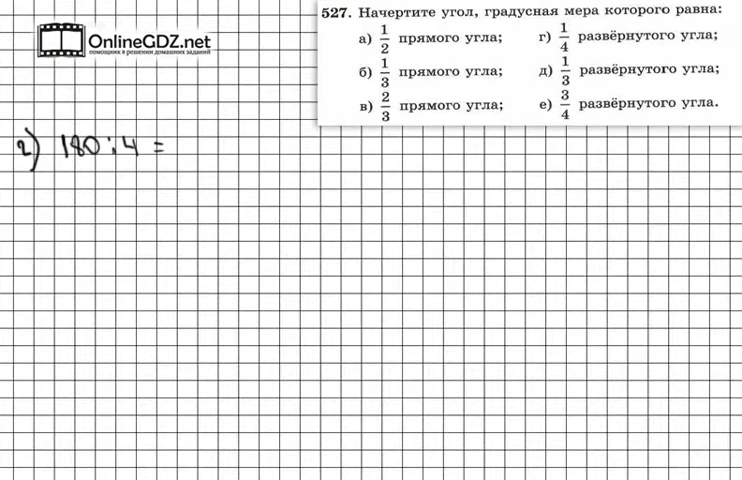 OnlineGDZ.net
помощник в решении домашних заданий
527. Начертите угол, градусная мера которого равна:
а) 1/2 прямого угла; г) 1/4 развёрнутого угла;
б) 1/3 прямого угла; д) 1/3 развёрнутого угла;
в) 2/3 прямого угла; е) 3/4 развёрнутого угла.
г) 180:4 =